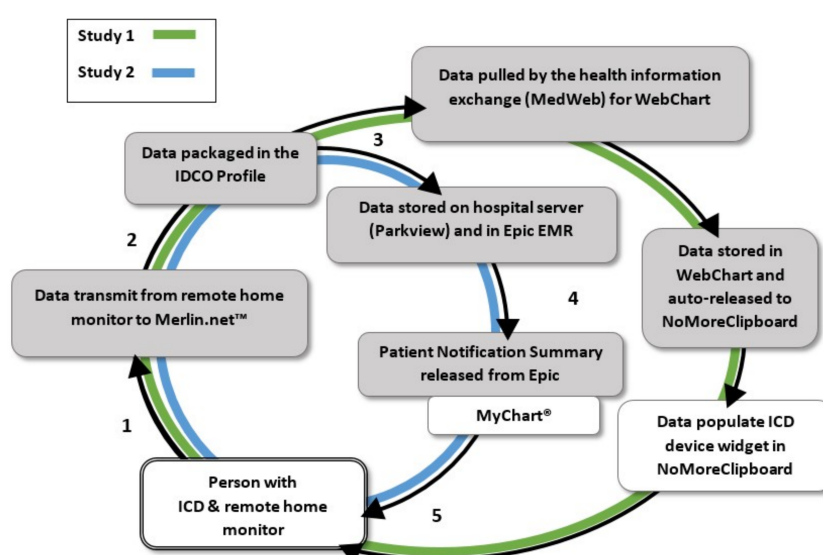 Study 1
Study 2
Data pulled by the health information
exchange (MedWeb) for WebChart
3
Data packaged in the
IDCO Profile
Data stored on hospital server
(Parkview) and in Epic EMR
2
Data stored in
WebChart and
auto-released to
NoMoreClipboard
Data transmit from remote home
monitor to Merlin.net™
4
Patient Notification Summary
released from Epic
MyChart®
1
Data populate ICD
device widget in
NoMoreClipboard
Person with
ICD & remote home
monitor
5